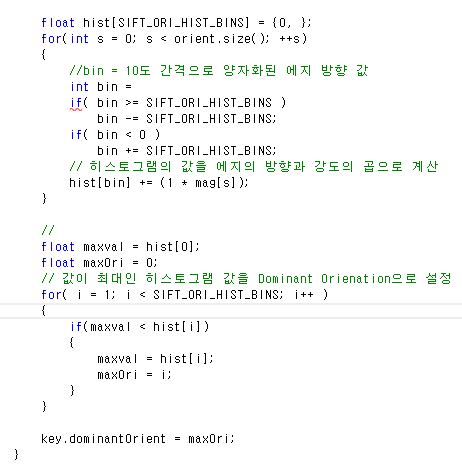 float hist[SIFT_ORI_HIST_BINS] = {0, };
for(int s = 0; s < orient.size(); ++s)
{
//bin = 10도 간격으로 양자화된 에지 방향 값
int bin =
if( bin >= SIFT_ORI_HIST_BINS )
bin -= SIFT_ORI_HIST_BINS;
if( bin < 0 )
bin += SIFT_ORI_HIST_BINS;
// 히스토그램의 값을 에지의 방향과 강도의 곱으로 계산
hist[bin] += (1 * mag[s]);
}
//
float maxval = hist[0];
float maxOri = 0;
// 값이 최대인 히스토그램 값을 Dominant Orienation으로 설정
for( i = 1; i < SIFT_ORI_HIST_BINS; i++ )
{
if(maxval < hist[i])
{
maxval = hist[i];
maxOri = i;
}
}
key.dominantOrient = maxOri;
}